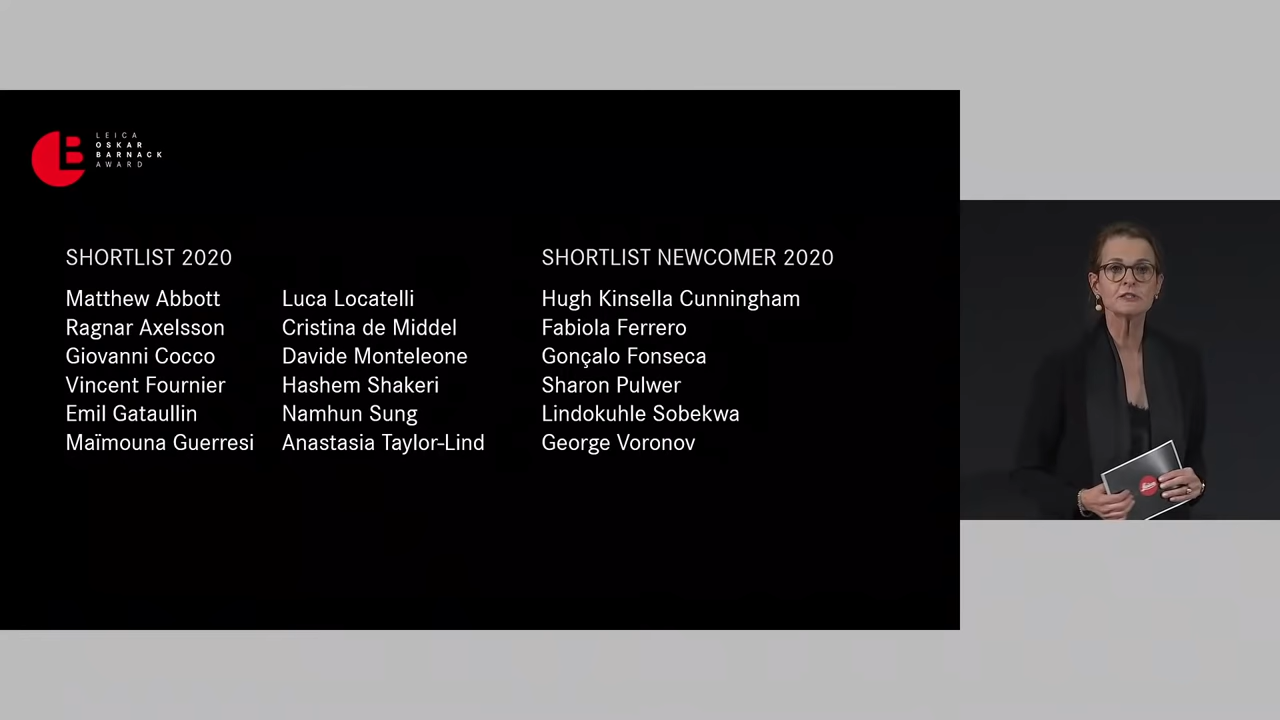 LEICA
OSKAR
BARNACK
AWARD
SHORTLIST 2020
Matthew Abbott
Ragnar Axelsson
Giovanni Cocco
Vincent Fournier
Emil Gataullin
Maïmouna Guerresi
Luca Locatelli
Cristina de Middel
Davide Monteleone
Hashem Shakeri
Namhun Sung
Anastasia Taylor-Lind
SHORTLIST NEWCOMER 2020
Hugh Kinsella Cunningham
Fabiola Ferrero
Gonçalo Fonseca
Sharon Pulwer
Lindokuhle Sobekwa
George Voronov
Leica